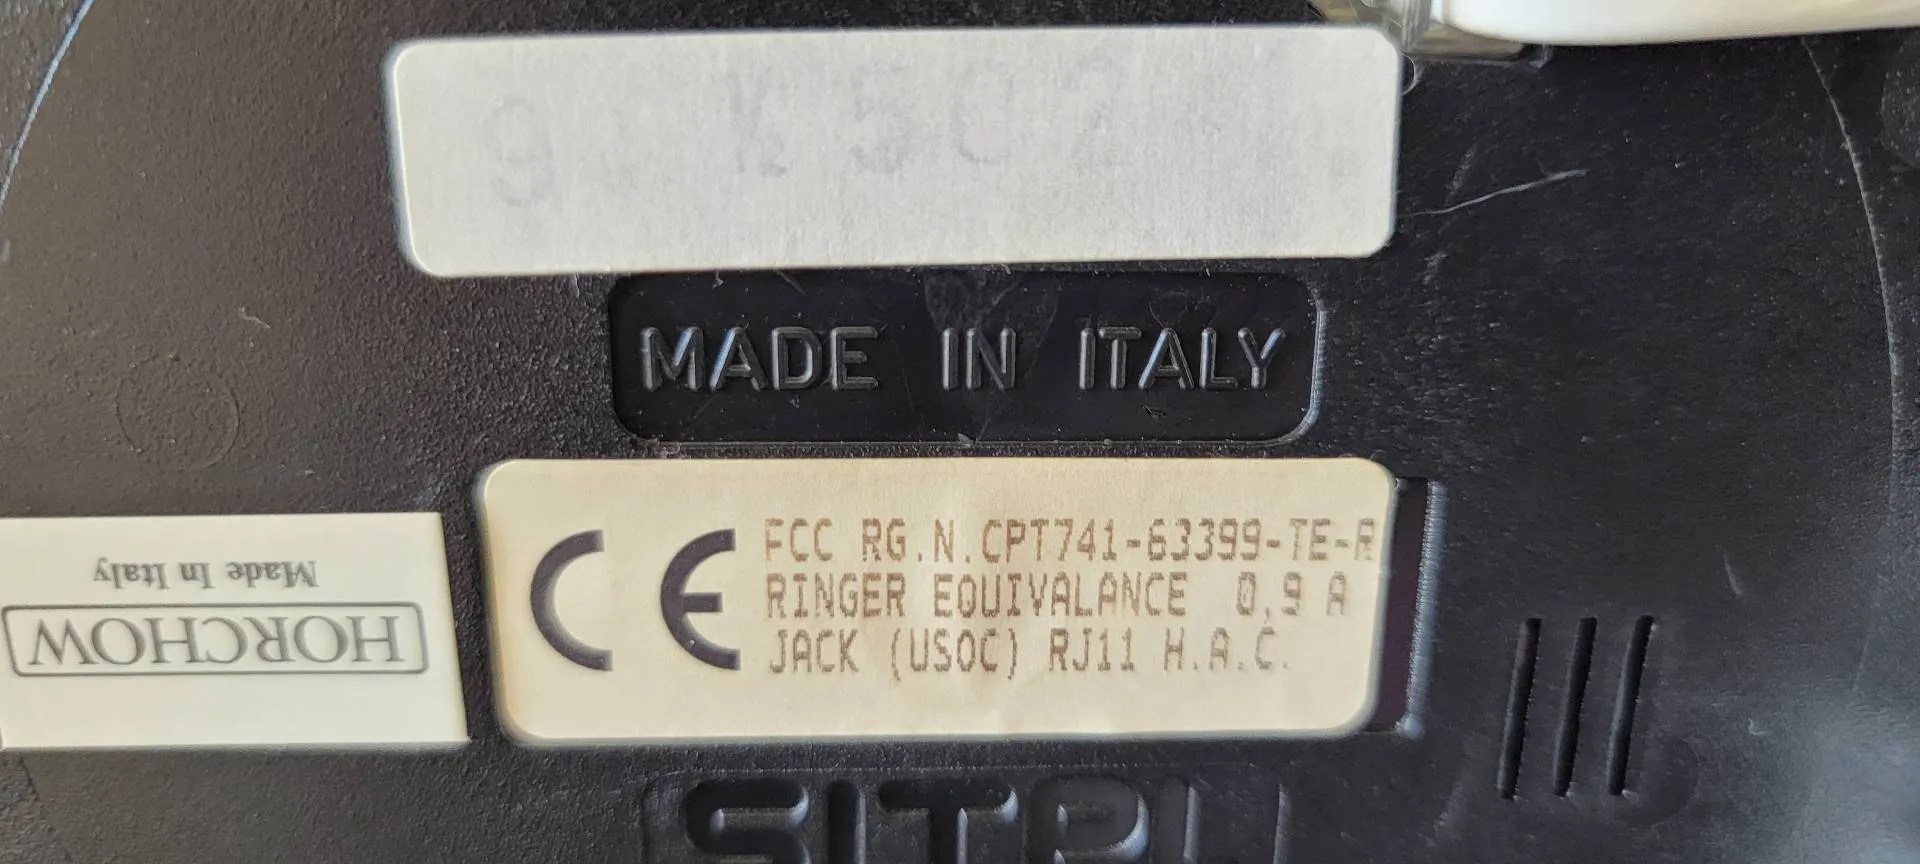 MADE IN ITALY
FCC RG.N.CPT741-63399-TE-R
RINGER EQUIVALANCE 0,9 A
JACK (USOC) RJ11 H.A.C.
CE
HORCHOW
Made In Italy